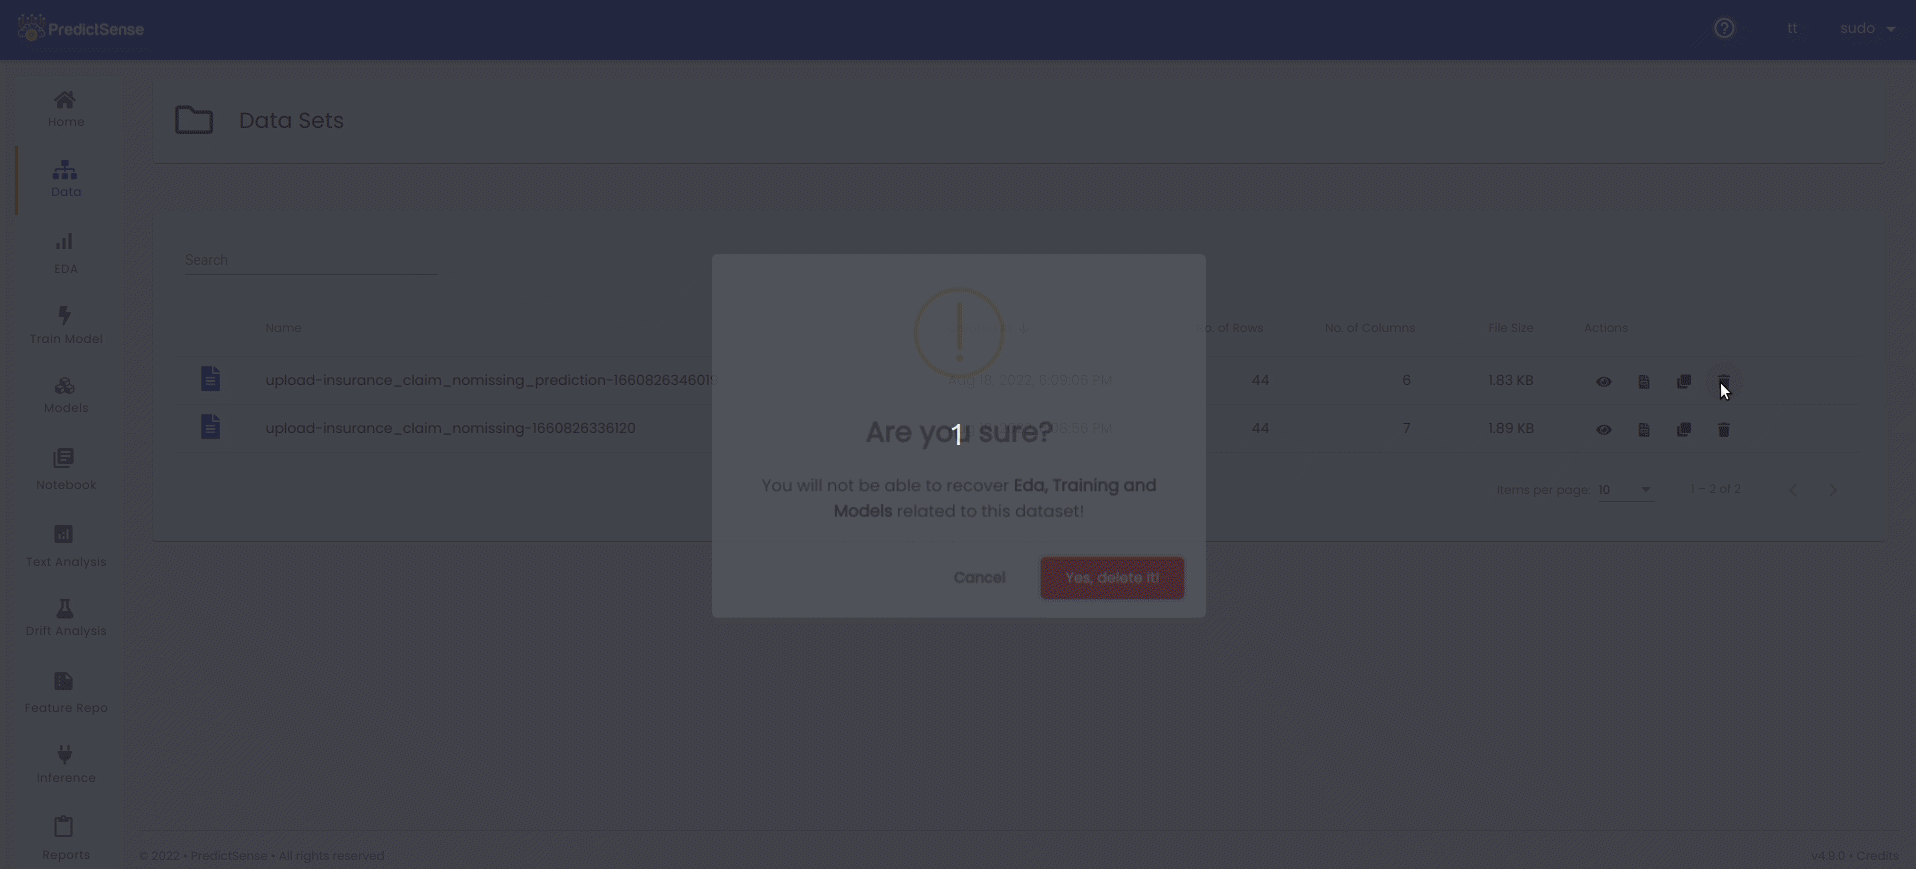 PredictSense
tt
sudo
Home
Data
EDA
Train Model
Models
Notebook
Text Analysis
Drift Analysis
Feature Repo
Inference
Reports
Data Sets
Search
Name
of Rows
No. of Columns
File Size
Actions
upload-insurance_claim_nomissing_prediction-1660826346019
Aug 18, 2022, 6:09:06 PM
44
6
1.83 KB
upload-insurance_claim_nomissing-1660826336120
PM
44
7
1.89 KB
Items per page: 10
1 – 2 of 2
Are you sure?
1
You will not be able to recover Eda, Training and
Models related to this dataset!
Cancel
Yes, delete it!
© 2022 • PredictSense • All rights reserved
v4.9.0 • Credits